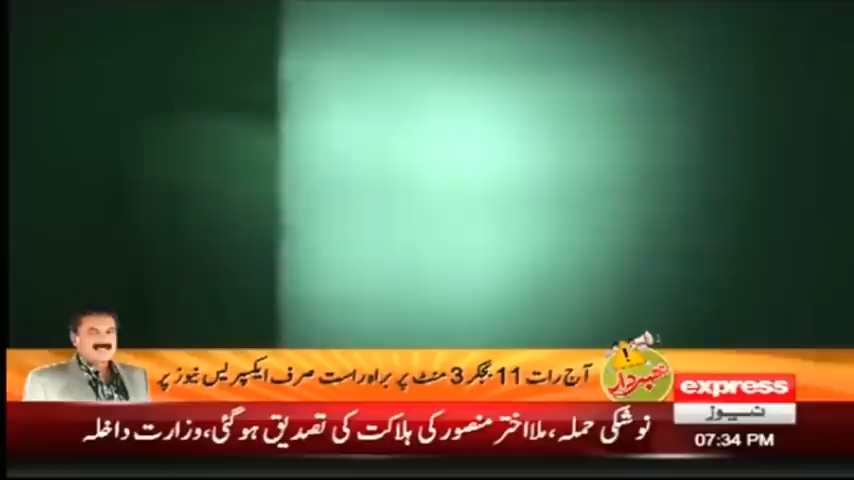 آج رات 11 بجکر 3 منٹ پر براہ راست صرف ایکسپریس نیوز پر
خبردار
express
نیوز
نوشکی حملہ، ملا اختر منصور کی ہلاکت کی تصدیق ہوگئی، وزارت داخلہ
07:34 PM